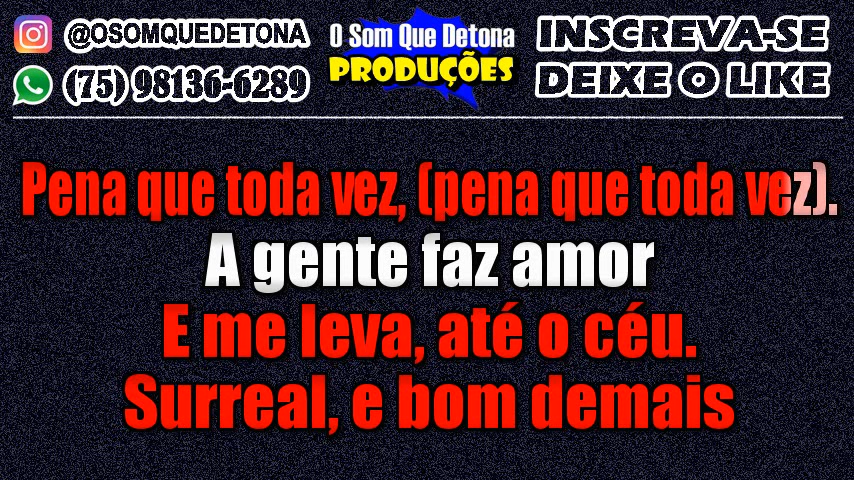 @OSOMQUEDETONA
(75) 98136-6289
O Som Que Detona
PRODUÇÕES
INSCREVA-SE
DEIXE O LIKE
Pena que toda vez, (pena que toda vez).
A gente faz amor
E me leva, até o céu.
Surreal, e bom demais